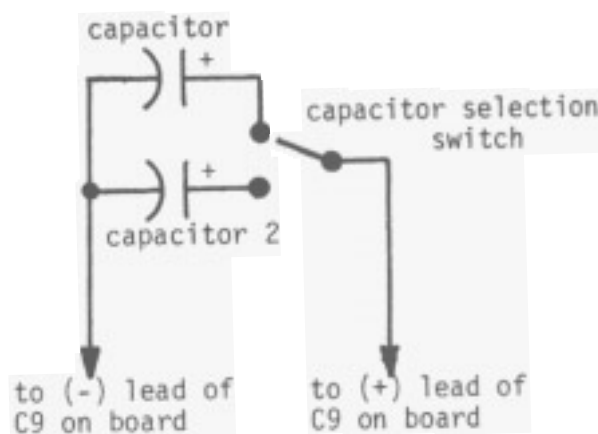 capacitor
+
capacitor selection
switch
+
capacitor 2
to (-) lead of
C9 on board
to (+) lead of
C9 on board